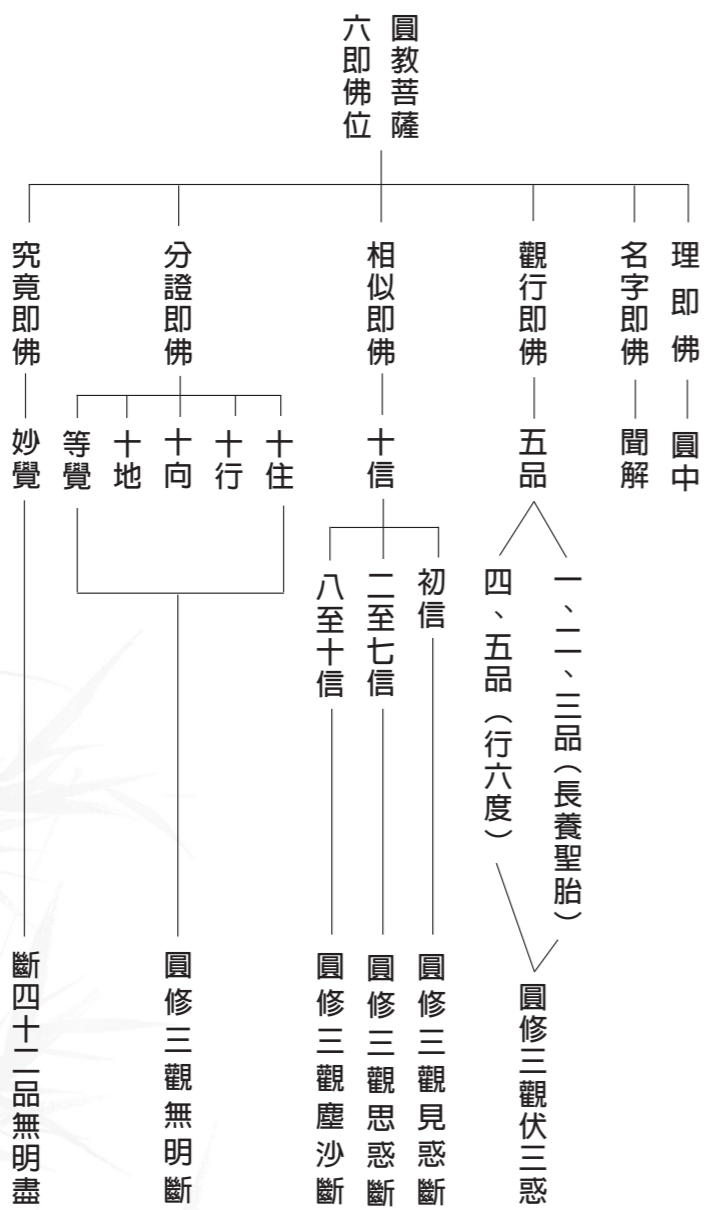 圓教菩薩
六即佛位
理即佛
圓中
名字即佛
聞解
觀行即佛
五品
一、二、三品（長養聖胎）
四、五品（行六度）
圓修三觀伏三惑
相似即佛
十信
初信
圓修三觀見惑斷
二至七信
圓修三觀思惑斷
八至十信
圓修三觀塵沙斷
分證即佛
十住
十行
十向
十地
等覺
圓修三觀無明斷
究竟即佛
妙覺
斷四十二品無明盡